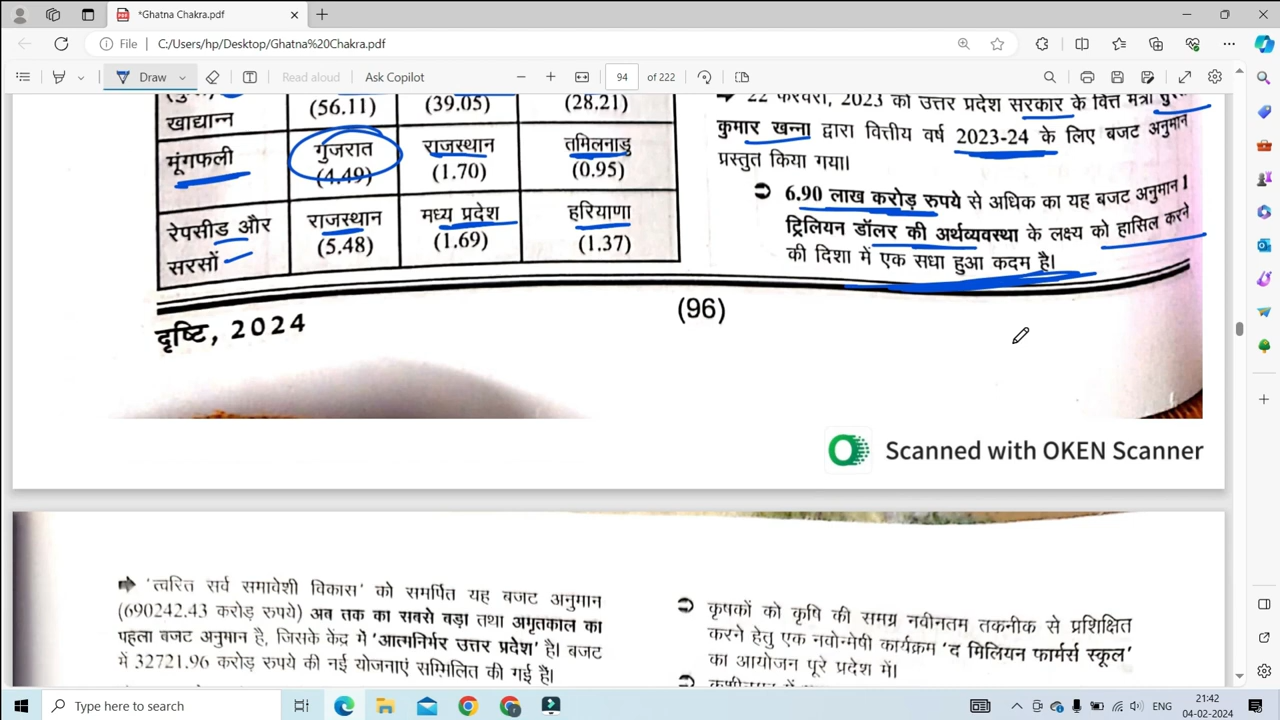 *Ghatna Chakra.pdf
File
C:/Users/hp/Desktop/Ghatna%20Chakra.pdf
Draw
Read aloud
Ask Copilot
94
of 222
खाद्यान्न
(56.11)
(39.05)
(28.21)
मूंगफली
गुजरात
(4.49)
राजस्थान
(1.70)
तमिलनाडु
(0.95)
रेपसीड और
सरसों
राजस्थान
(5.48)
मध्य प्रदेश
(1.69)
हरियाणा
(1.37)
22 फरवरी, 2023 को उत्तर प्रदेश सरकार के वित्त मंत्री
कुमार खन्ना द्वारा वित्तीय वर्ष 2023-24 के लिए बजट अनुमान
प्रस्तुत किया गया।
6.90 लाख करोड़ रुपये से अधिक का यह बजट अनुमान 1
ट्रिलियन डॉलर की अर्थव्यवस्था के लक्ष्य को हासिल करने
की दिशा में एक सधा हुआ कदम है।
दृष्टि, 2024
(96)
Scanned with OKEN Scanner
'त्वरित सर्व समावेशी विकास' को समर्पित यह बजट अनुमान
(690242.43 करोड़ रुपये) अब तक का सबसे बड़ा तथा अमृतकाल का
पहला बजट अनुमान है, जिसके केंद्र में 'आत्मनिर्भर उत्तर प्रदेश' है। बजट
में 32721.96 करोड़ रुपये की नई योजनाएं सम्मिलित की गई हैं।
कृषकों को कृषि की समग्र नवीनतम तकनीक से प्रशिक्षित
करने हेतु एक नवोन्मेषी कार्यक्रम 'द मिलियन फार्मर्स स्कूल'
का आयोजन पूरे प्रदेश में।
Type here to search
ENG
21:42
04-02-2024